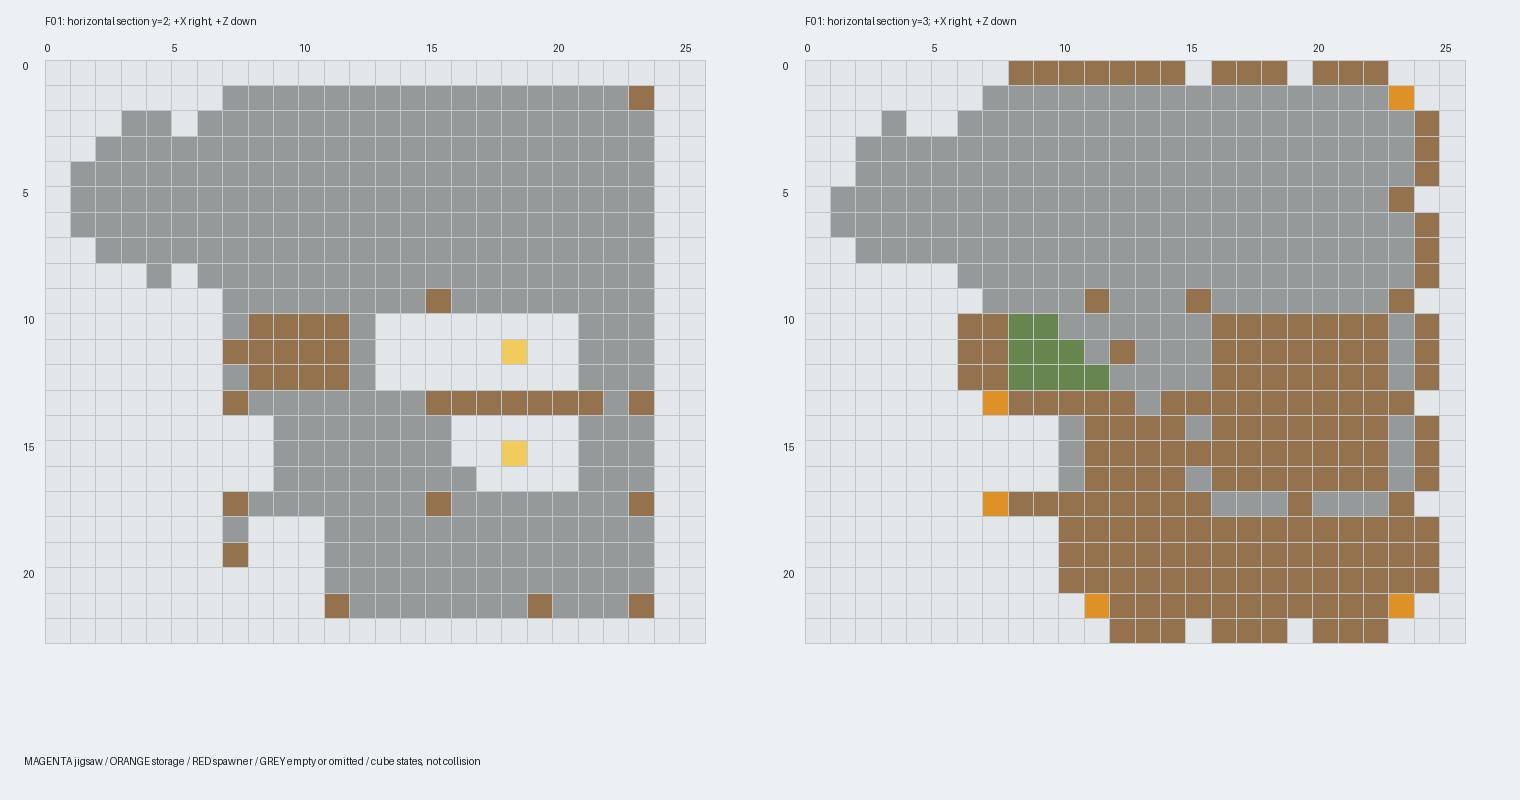 F01: horizontal section y=2; +X right, +Z down
F01: horizontal section y=3; +X right, +Z down
0 5 10 15 20 25
0 5 10 15 20 25
0 0
5 5
10 10
15 15
20 20
MAGENTA jigsaw / ORANGE storage / RED spawner / GREY empty or omitted / cube states, not collision